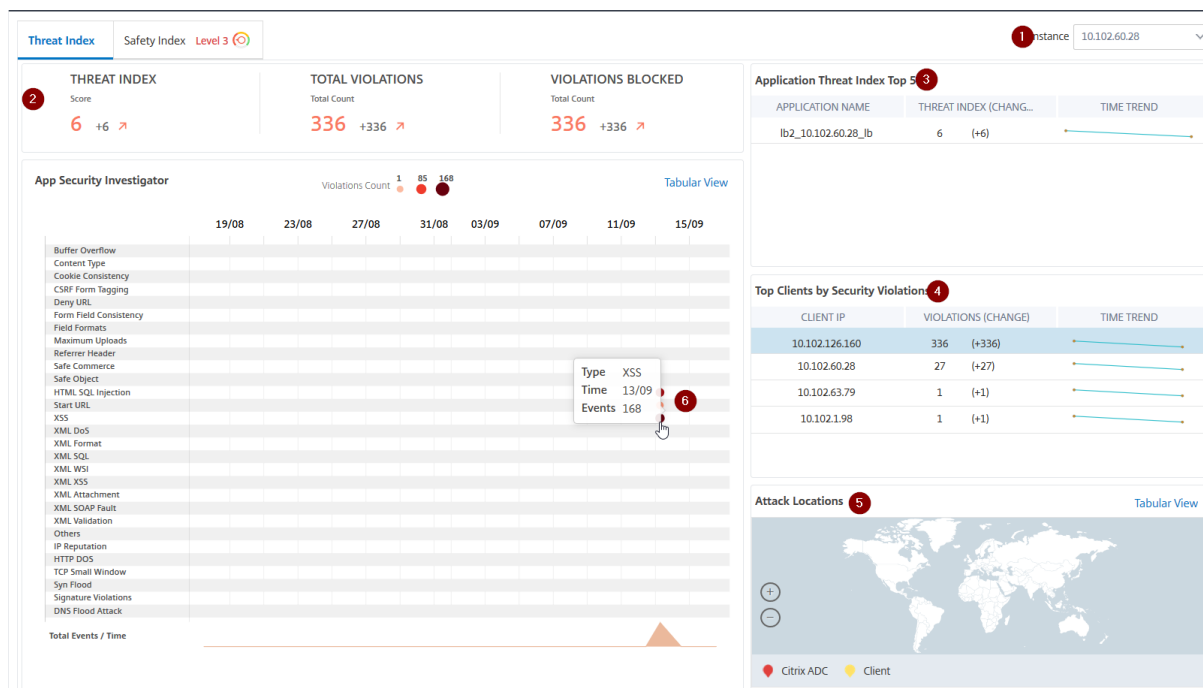 Threat Index
Safety Index Level 3
1 Instance 10.102.60.28
2
THREAT INDEX
Score
6 +6
TOTAL VIOLATIONS
Total Count
336 +336
VIOLATIONS BLOCKED
Total Count
336 +336
App Security Investigator
Violations Count 1 85 168
Tabular View
19/08 23/08 27/08 31/08 03/09 07/09 11/09 15/09
Buffer Overflow
Content Type
Cookie Consistency
CSRF Form Tagging
Deny URL
Form Field Consistency
Field Formats
Maximum Uploads
Referrer Header
Safe Commerce
Safe Object
HTML SQL Injection
Start URL
XSS
XML DoS
XML Format
XML SQL
XML WSI
XML XSS
XML Attachment
XML SOAP Fault
XML Validation
Others
IP Reputation
HTTP DOS
TCP Small Window
Syn Flood
Signature Violations
DNS Flood Attack
Total Events / Time
Type XSS
Time 13/09
Events 168
6
Application Threat Index Top 5 3
APPLICATION NAME THREAT INDEX (CHANG... TIME TREND
lb2_10.102.60.28_lb 6 (+6)
Top Clients by Security Violations 4
CLIENT IP VIOLATIONS (CHANGE) TIME TREND
10.102.126.160 336 (+336)
10.102.60.28 27 (+27)
10.102.63.79 1 (+1)
10.102.1.98 1 (+1)
Attack Locations 5
Tabular View
+
−
Citrix ADC Client